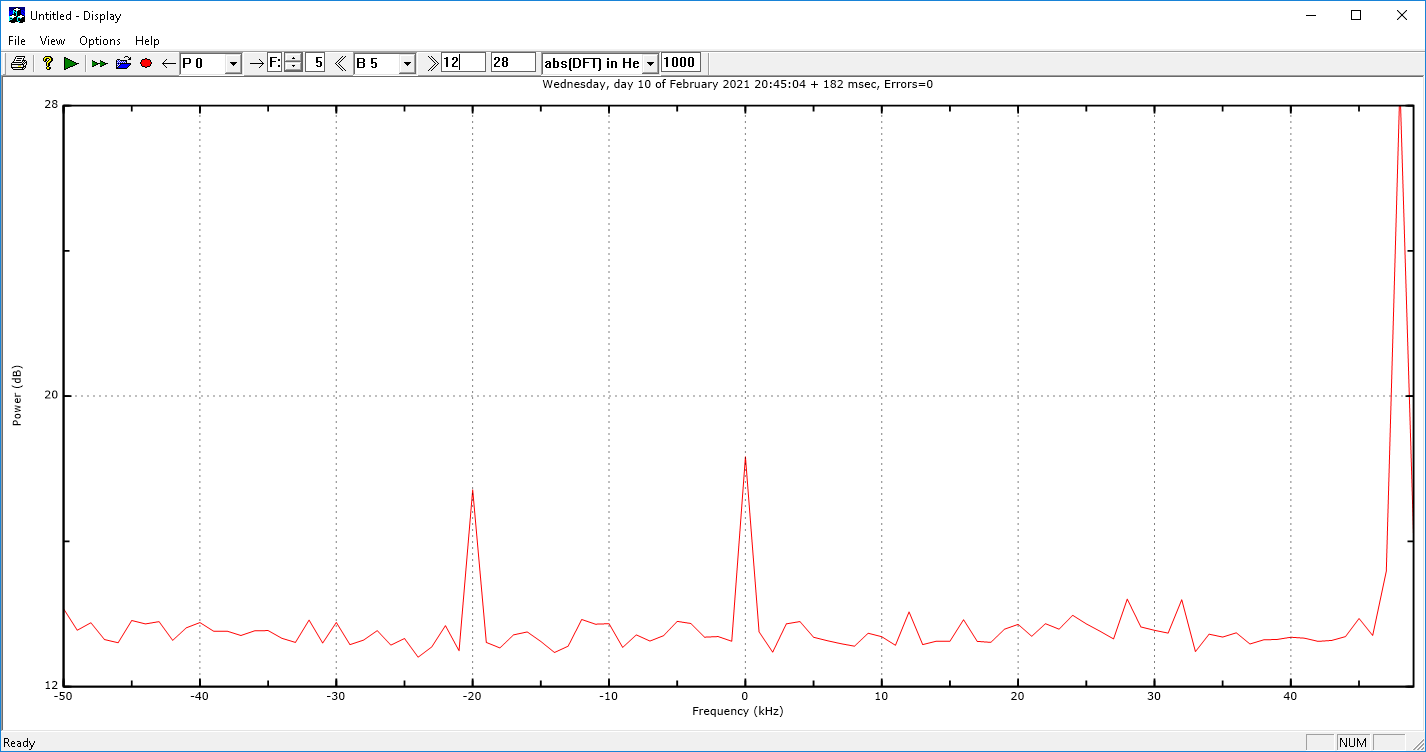 Untitled - Display
File View Options Help
P 0 F: 5 B 5 12 28 abs(DFT) in He 1000
Wednesday, day 10 of February 2021 20:45:04 + 182 msec, Errors=0
28
20
12
Power (dB)
-50 -40 -30 -20 -10 0 10 20 30 40
Frequency (kHz)
Ready NUM